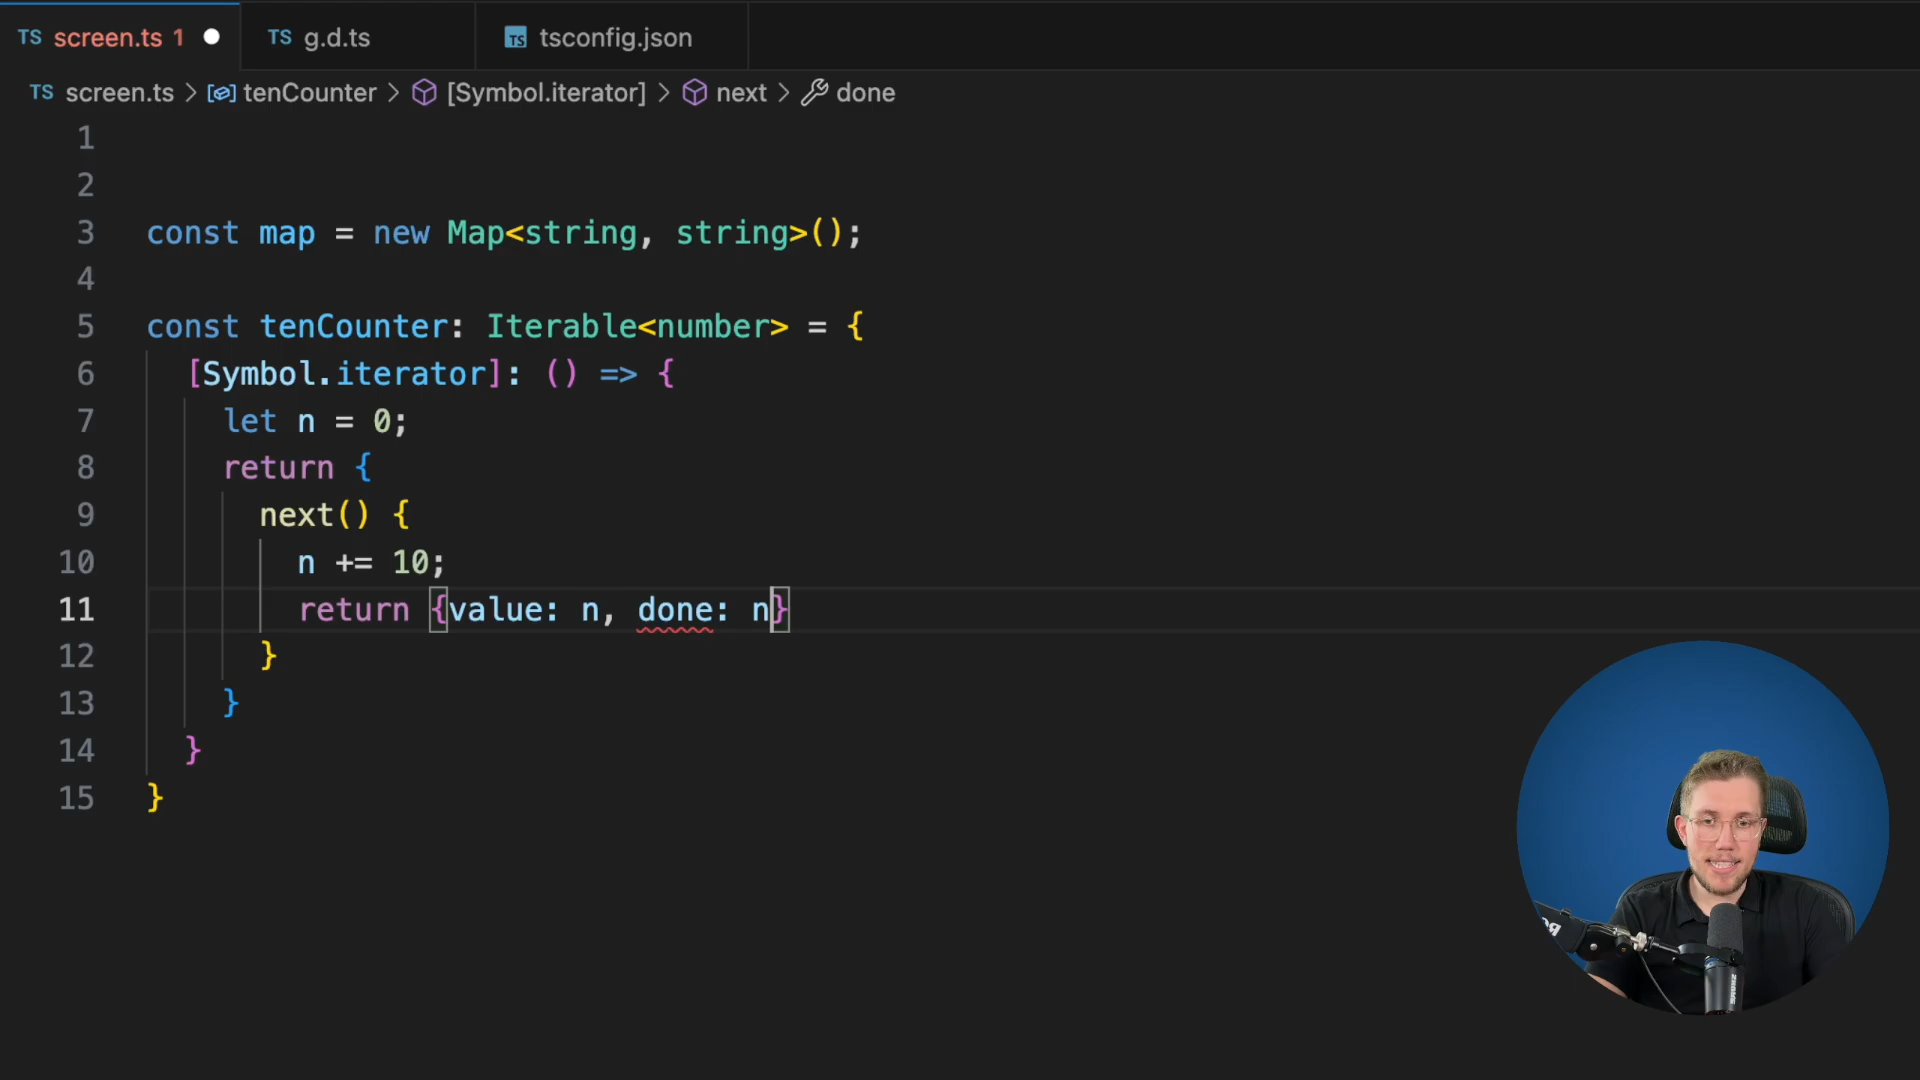 TS screen.ts 1 TS g.d.ts TS tsconfig.json
TS screen.ts > tenCounter > [Symbol.iterator] > next > done
1
2
3 const map = new Map<string, string>();
4
5 const tenCounter: Iterable<number> = {
6 [Symbol.iterator]: () => {
7 let n = 0;
8 return {
9 next() {
10 n += 10;
11 return {value: n, done: n}
12 }
13 }
14 }
15 }